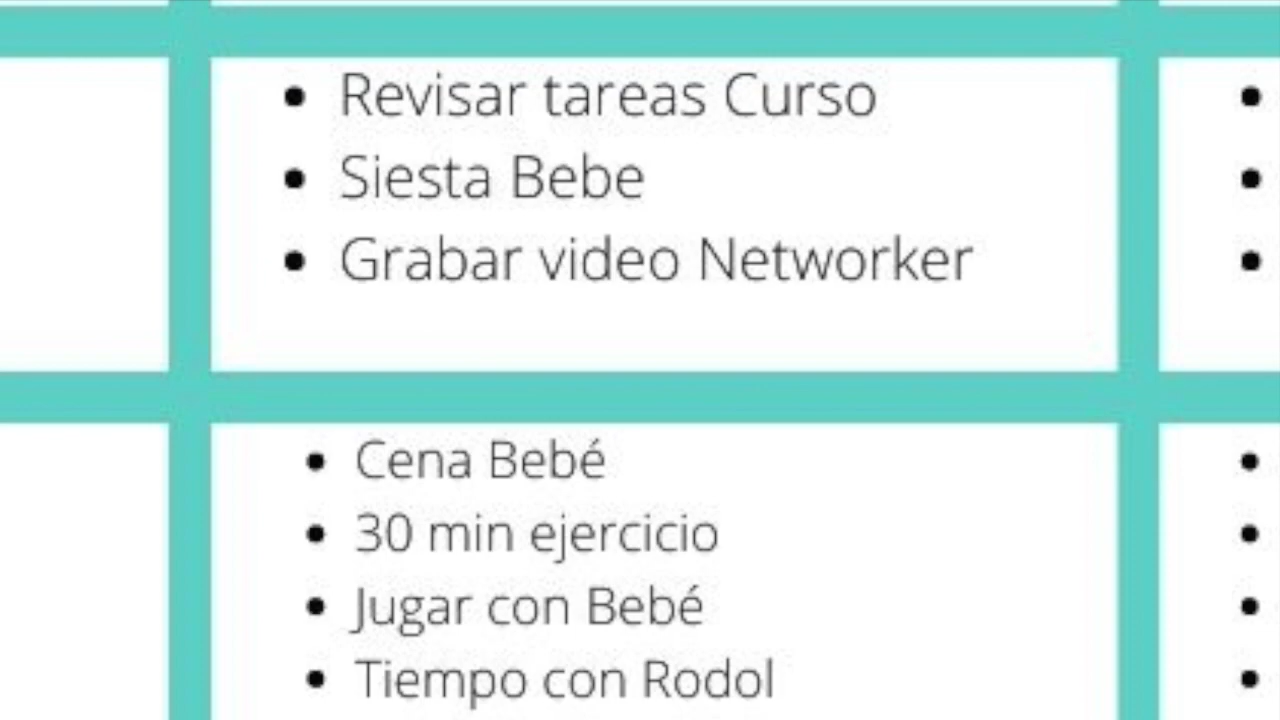 Revisar tareas Curso
Siesta Bebe
Grabar video Networker
Cena Bebé
30 min ejercicio
Jugar con Bebé
Tiempo con Rodol